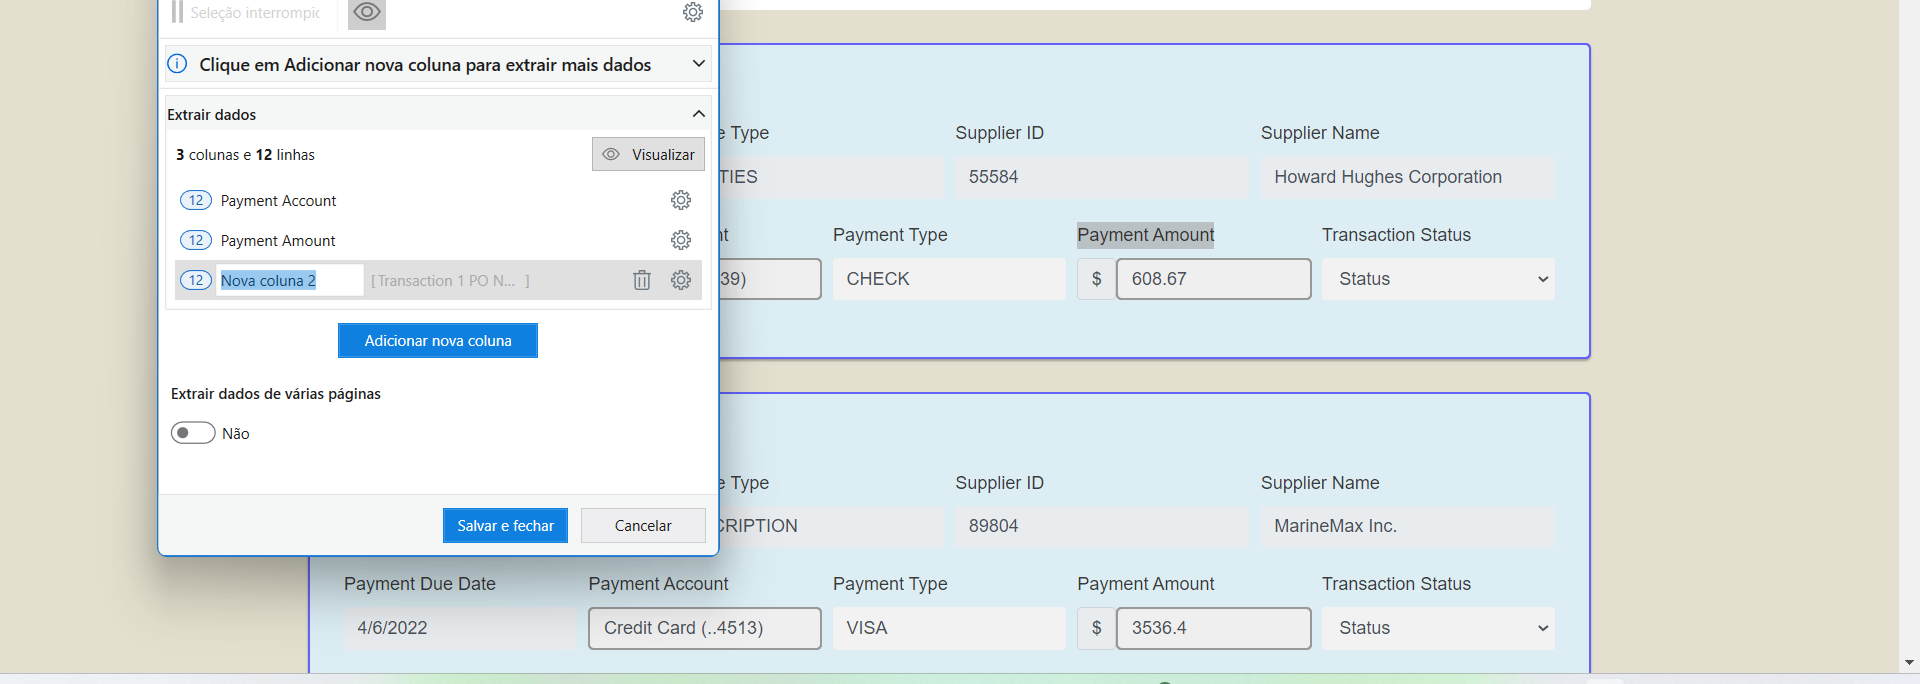 Seleção interrompic
Clique em Adicionar nova coluna para extrair mais dados
Extrair dados
3 colunas e 12 linhas
Visualizar
12 Payment Account
12 Payment Amount
12 Nova coluna 2 [ Transaction 1 PO N... ]
Adicionar nova coluna
Extrair dados de várias páginas
Não
Salvar e fechar
Cancelar
e Type
Supplier ID
Supplier Name
TIES
55584
Howard Hughes Corporation
nt
Payment Type
Payment Amount
Transaction Status
39)
CHECK
$ 608.67
Status
e Type
Supplier ID
Supplier Name
CRIPTION
89804
MarineMax Inc.
Payment Due Date
Payment Account
Payment Type
Payment Amount
Transaction Status
4/6/2022
Credit Card (..4513)
VISA
$ 3536.4
Status